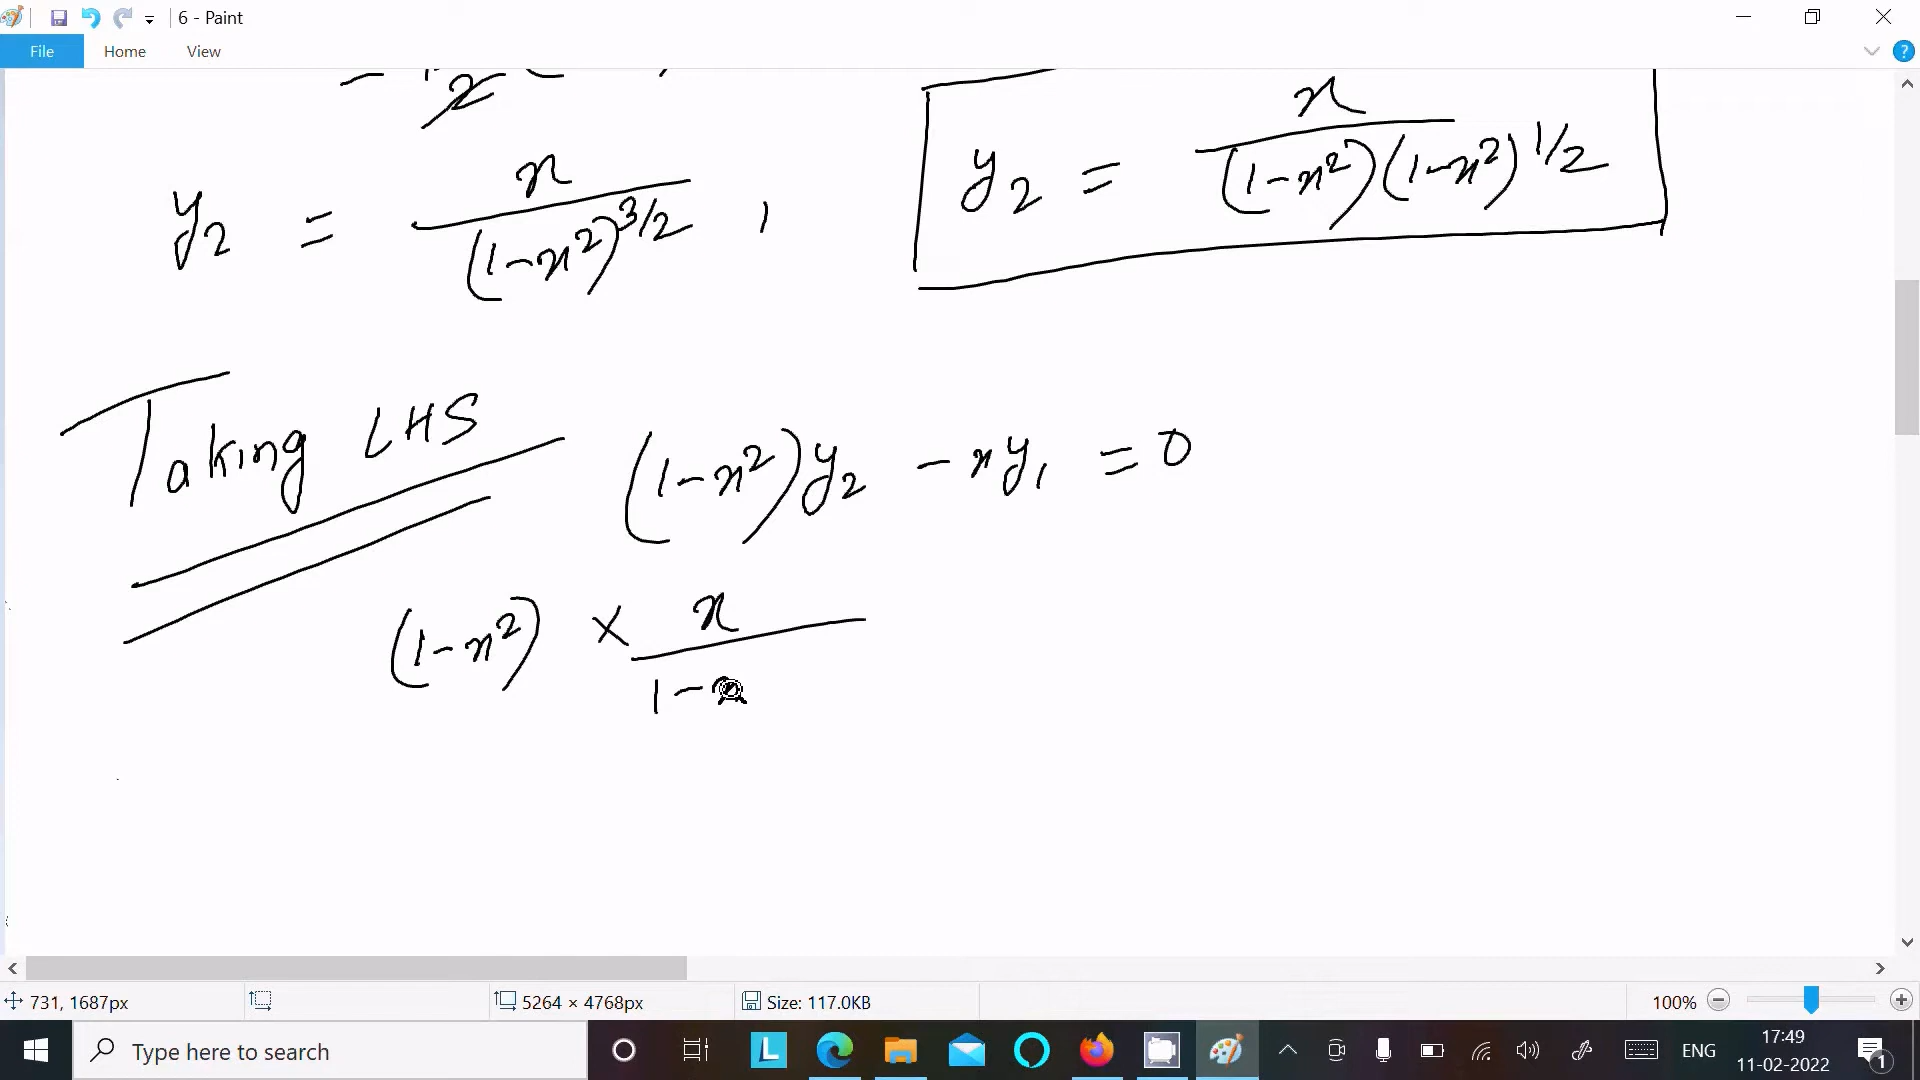 6 - Paint
File Home View
2
y₂ = x / (1-x²)^3/2 ,
y₂ = x / (1-x²)(1-x²)^1/2
Taking LHS (1-x²)y₂ - xy₁ = 0
(1-x²) × x / 1-x
731, 1687px 5264 × 4768px Size: 117.0KB 100%
Type here to search
ENG 17:49
11-02-2022
1